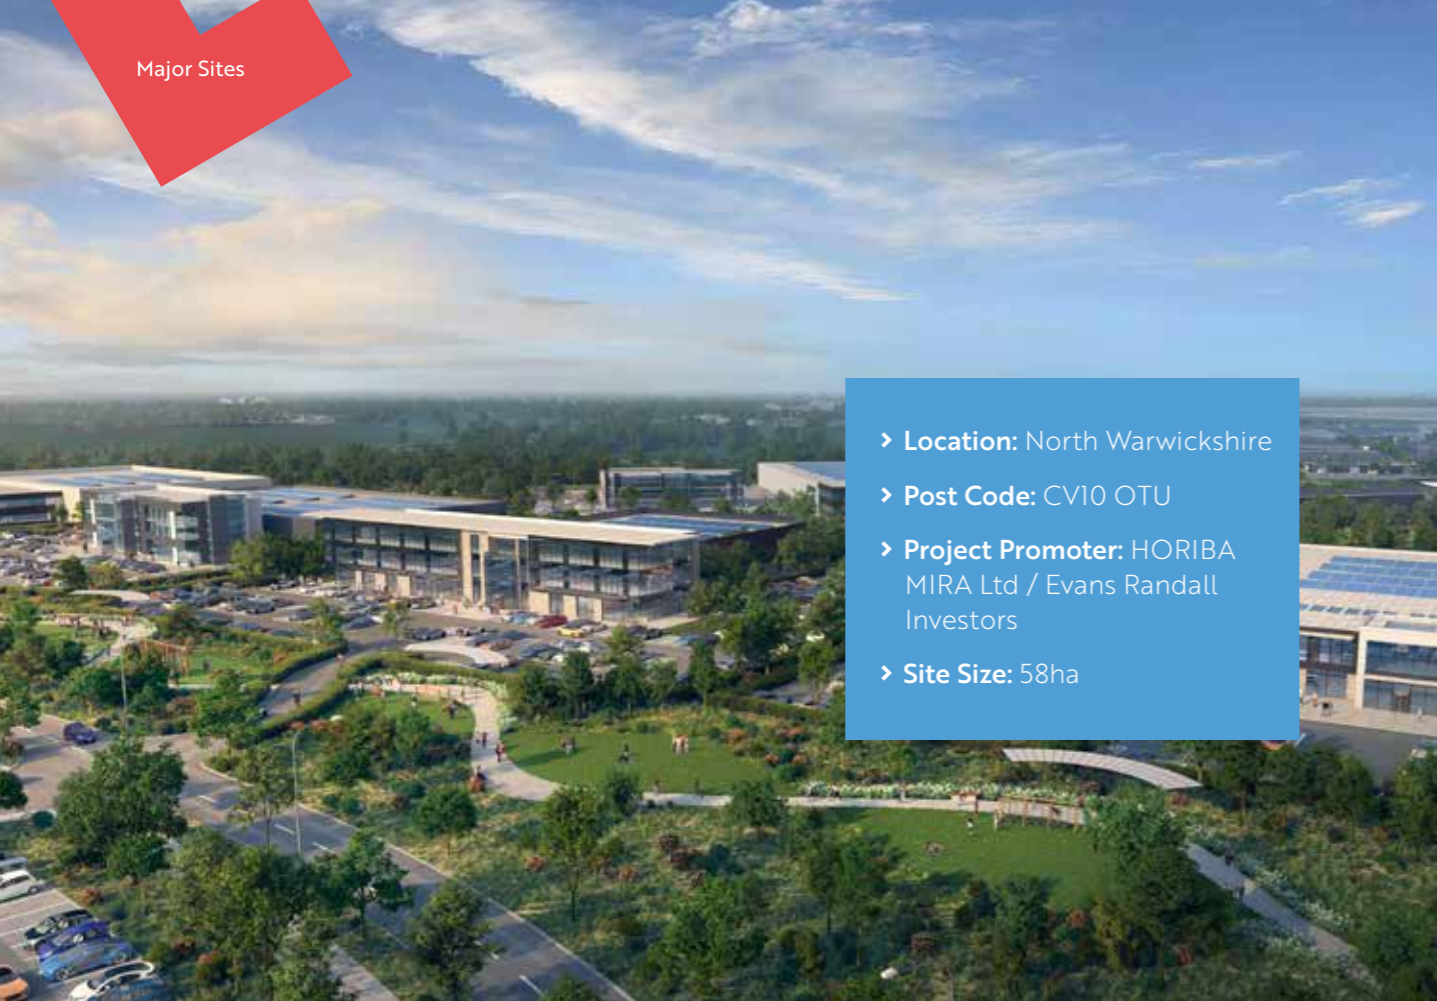 Major Sites
Location: North Warwickshire
Post Code: CV10 OTU
Project Promoter: HORIBA
MIRA Ltd / Evans Randall
Investors
Site Size: 58ha